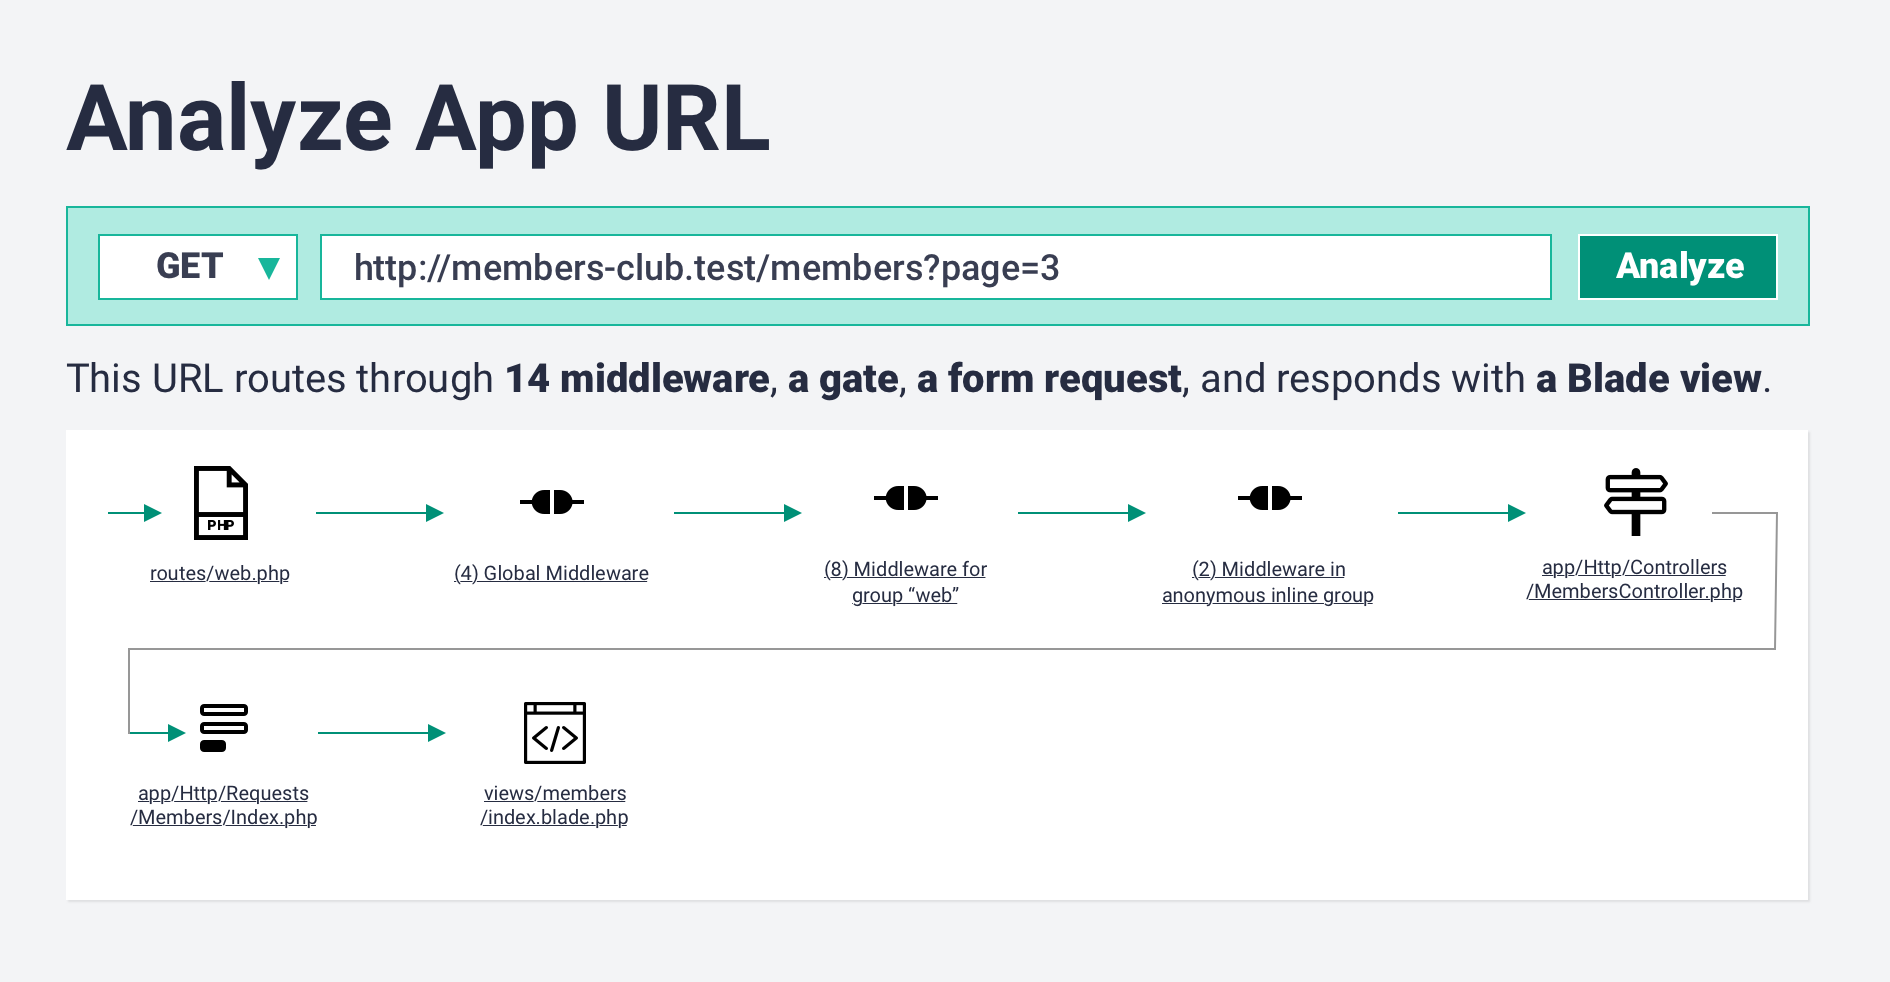 Analyze App URL
GET
http://members-club.test/members?page=3
Analyze
This URL routes through 14 middleware, a gate, a form request, and responds with a Blade view.
PHP
routes/web.php
(4) Global Middleware
(8) Middleware for
group “web”
(2) Middleware in
anonymous inline group
app/Http/Controllers
/MembersController.php
app/Http/Requests
/Members/Index.php
</>
views/members
/index.blade.php